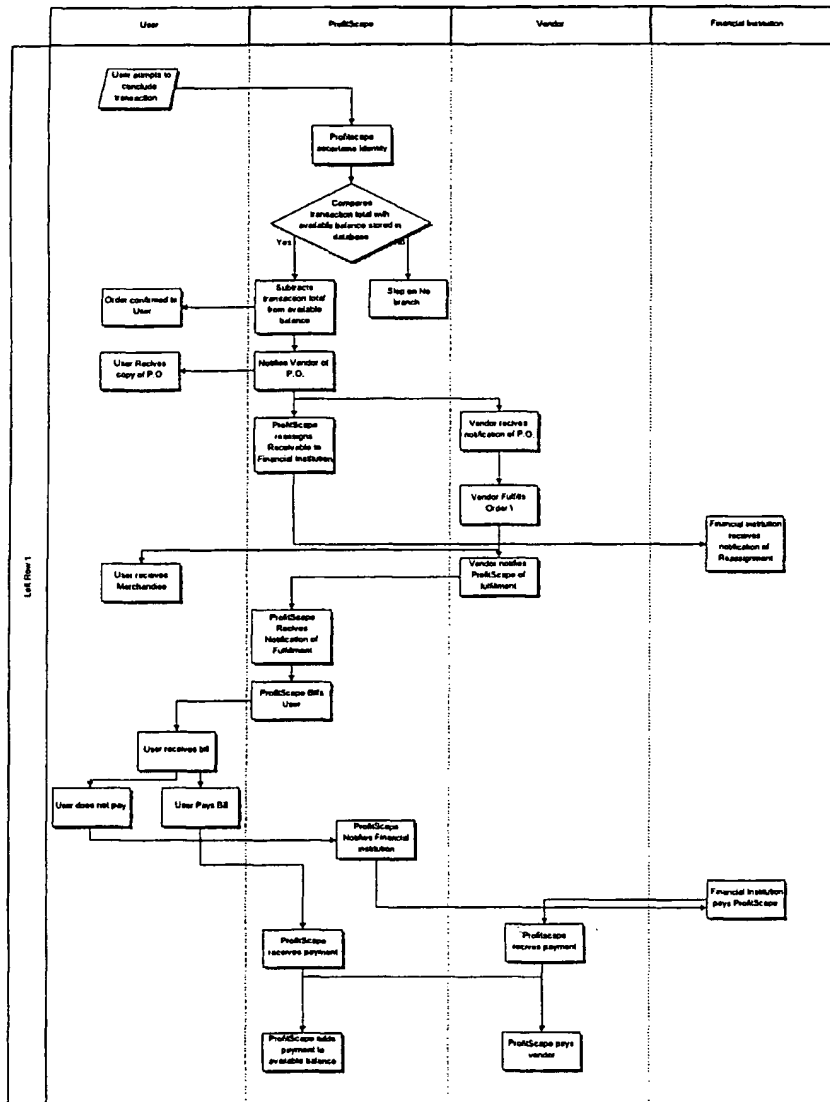 User
ProfitScape
Vendor
Financial Institution
Left Row 1
User attmpts to
conclude
transaction
Profitscape
ascertains Identity
Compares
transaction total with
available balance stored in
database
Yes
No
Subtracts
transaction total
from available
balance
Stop on No
branch
Order confirmed to
User
Notifies Vendor of
P.O.
User Recives
copy of P.O
ProfitScape
reassigns
Receivable to
Financial Institution
Vendor recives
notification of P.O.
Vendor Fulfills
Order \
Financial institution
receives
notification of
Reassignment
User recieves
Merchandise
Vendor notifies
ProfitScape of
fulfillment
ProfitScape
Recives
Notification of
Fulfillment
ProfitScape Bills
User
User receives bill
User does not pay
User Pays Bill
ProfitScape
Notifies Financial
institution
Financial Institution
pays ProfitScape
ProfitScape
receives payment
Profitscape
recives payment
ProfitScape adds
payment to
available balance
ProfitScape pays
vendor